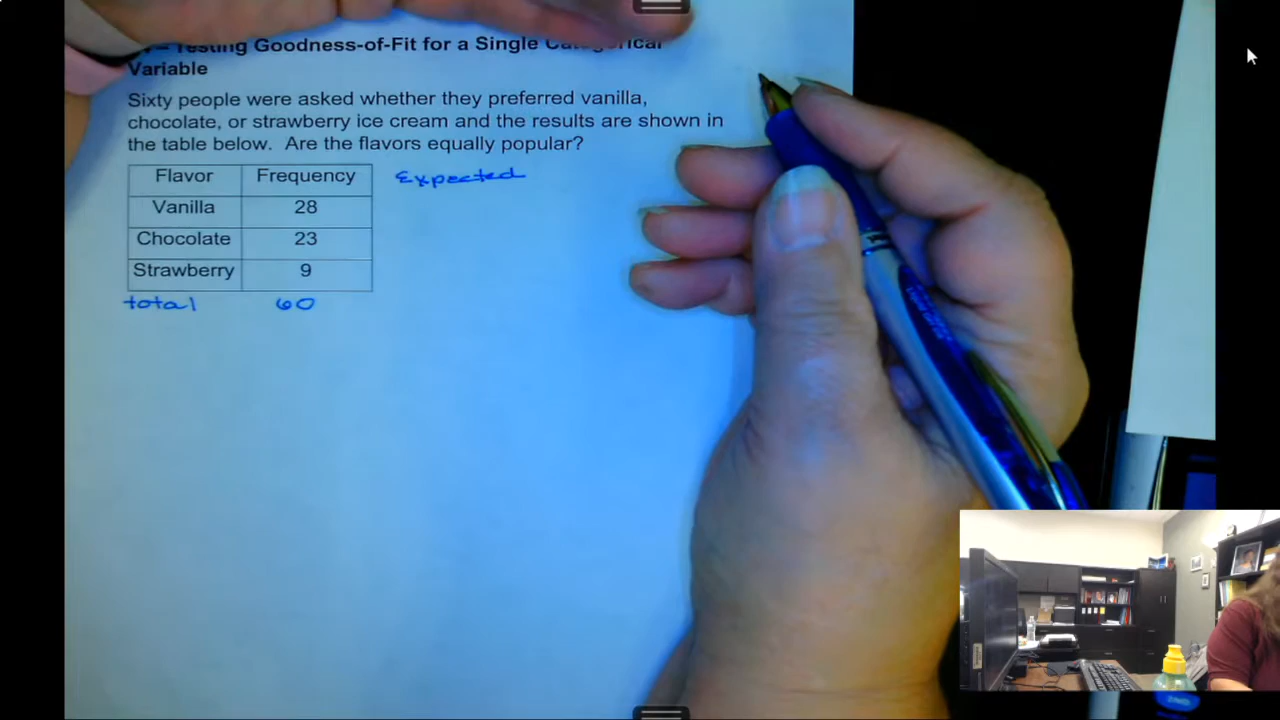 Testing Goodness-of-Fit for a Single Categorical
Variable
Sixty people were asked whether they preferred vanilla,
chocolate, or strawberry ice cream and the results are shown in
the table below. Are the flavors equally popular?
Flavor Frequency Expected
Vanilla 28
Chocolate 23
Strawberry 9
total 60